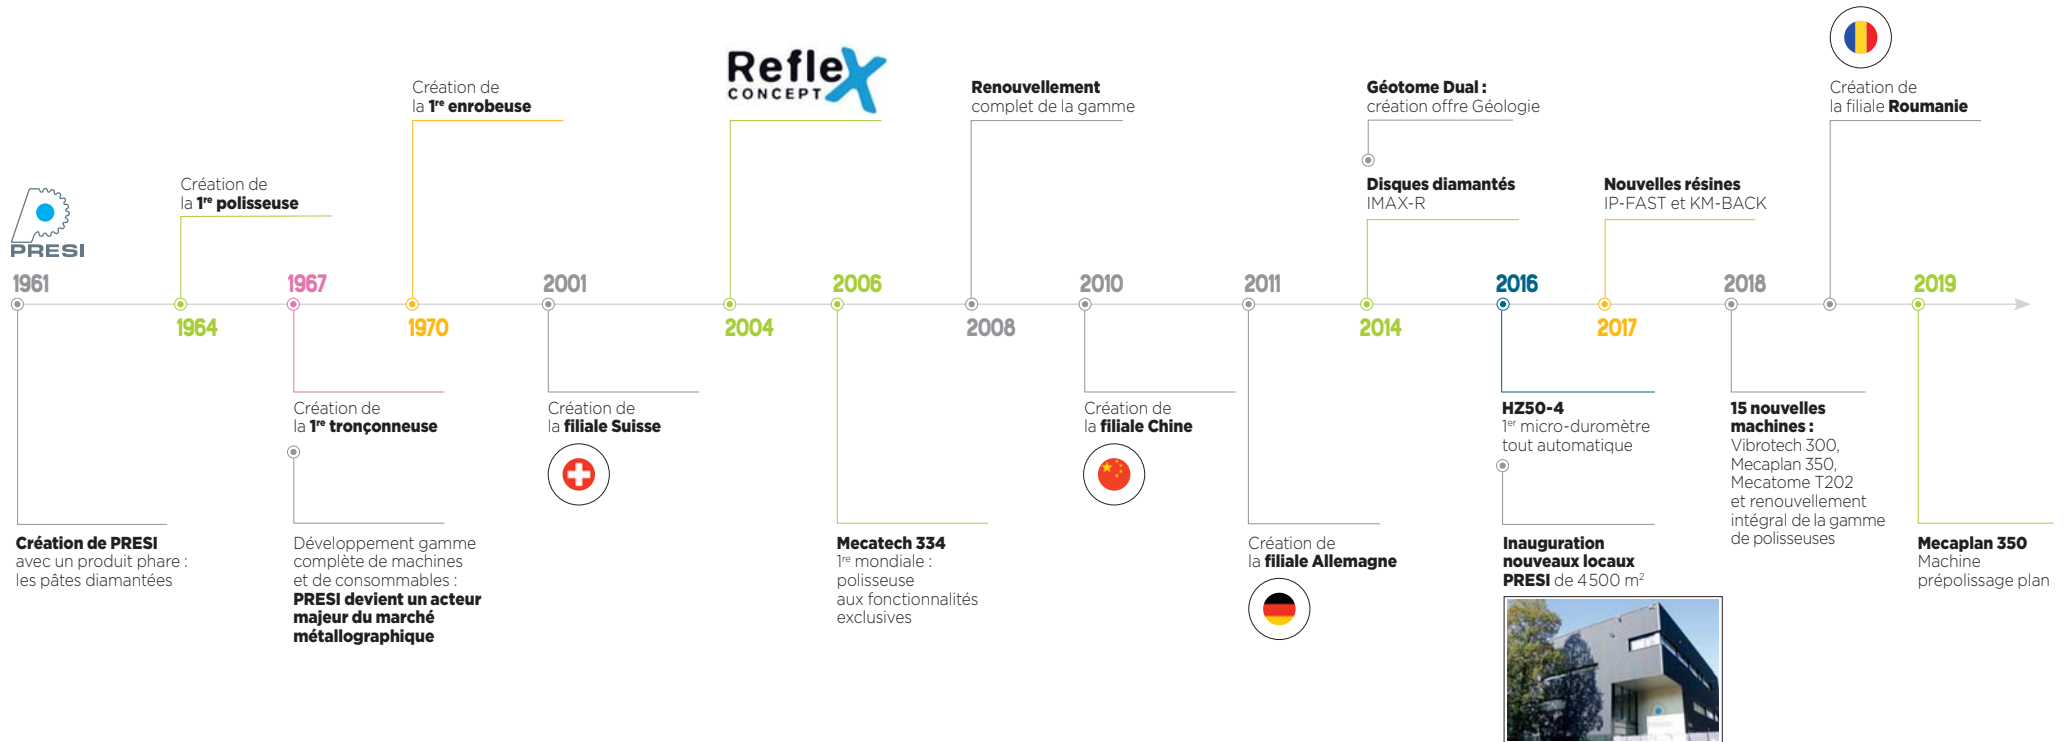 PRESI
1961
Création de PRESI
avec un produit phare :
les pâtes diamantées
Création de
la 1re polisseuse
1964
1967
Création de
la 1re tronçonneuse
Développement gamme
complète de machines
et de consommables :
PRESI devient un acteur
majeur du marché
métallographique
Création de
la 1re enrobeuse
1970
2001
Création de
la filiale Suisse
Reflex
CONCEPT
2004
2006
Mecatech 334
1re mondiale :
polisseuse
aux fonctionnalités
exclusives
Renouvellement
complet de la gamme
2008
2010
Création de
la filiale Chine
2011
Création de
la filiale Allemagne
Géotome Dual :
création offre Géologie
Disques diamantés
IMAX-R
2014
2016
HZ50-4
1er micro-duromètre
tout automatique
Inauguration
nouveaux locaux
PRESI de 4500 m²
Nouvelles résines
IP-FAST et KM-BACK
2017
2018
15 nouvelles
machines :
Vibrotech 300,
Mecaplan 350,
Mecatome T202
et renouvellement
intégral de la gamme
de polisseuses
Création de
la filiale Roumanie
2019
Mecaplan 350
Machine
prépolissage plan